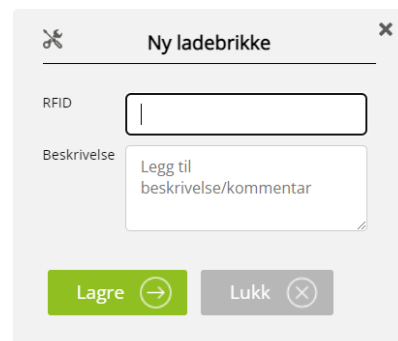 Ny ladebrikke
RFID
Beskrivelse
Legg til
beskrivelse/kommentar
Lagre
Lukk